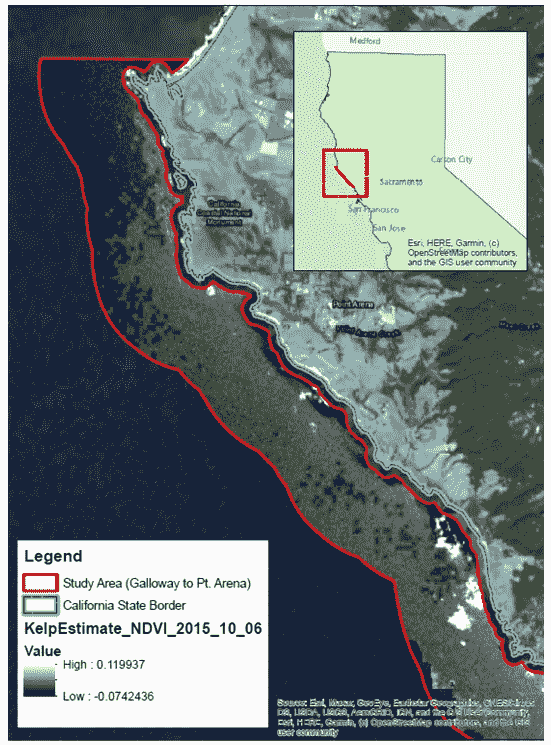 Medford
Carson City
Sacramento
San Francisco
San Jose
Esri, HERE, Garmin, (c)
OpenStreetMap contributors,
and the GIS user community
California
Coastal National
Monument
Point Arena
Point Arena Creek
Legend
Study Area (Galloway to Pt. Arena)
California State Border
KelpEstimate_NDVI_2015_10_06
Value
High : 0.119937
Low : -0.0742436
Source: Esri, Maxar, GeoEye, Earthstar Geographics, CNES/Airbus
DS, USDA, USGS, AeroGRID, IGN, and the GIS User Community,
Esri, HERE, Garmin, (c) OpenStreetMap contributors, and the GIS
user community